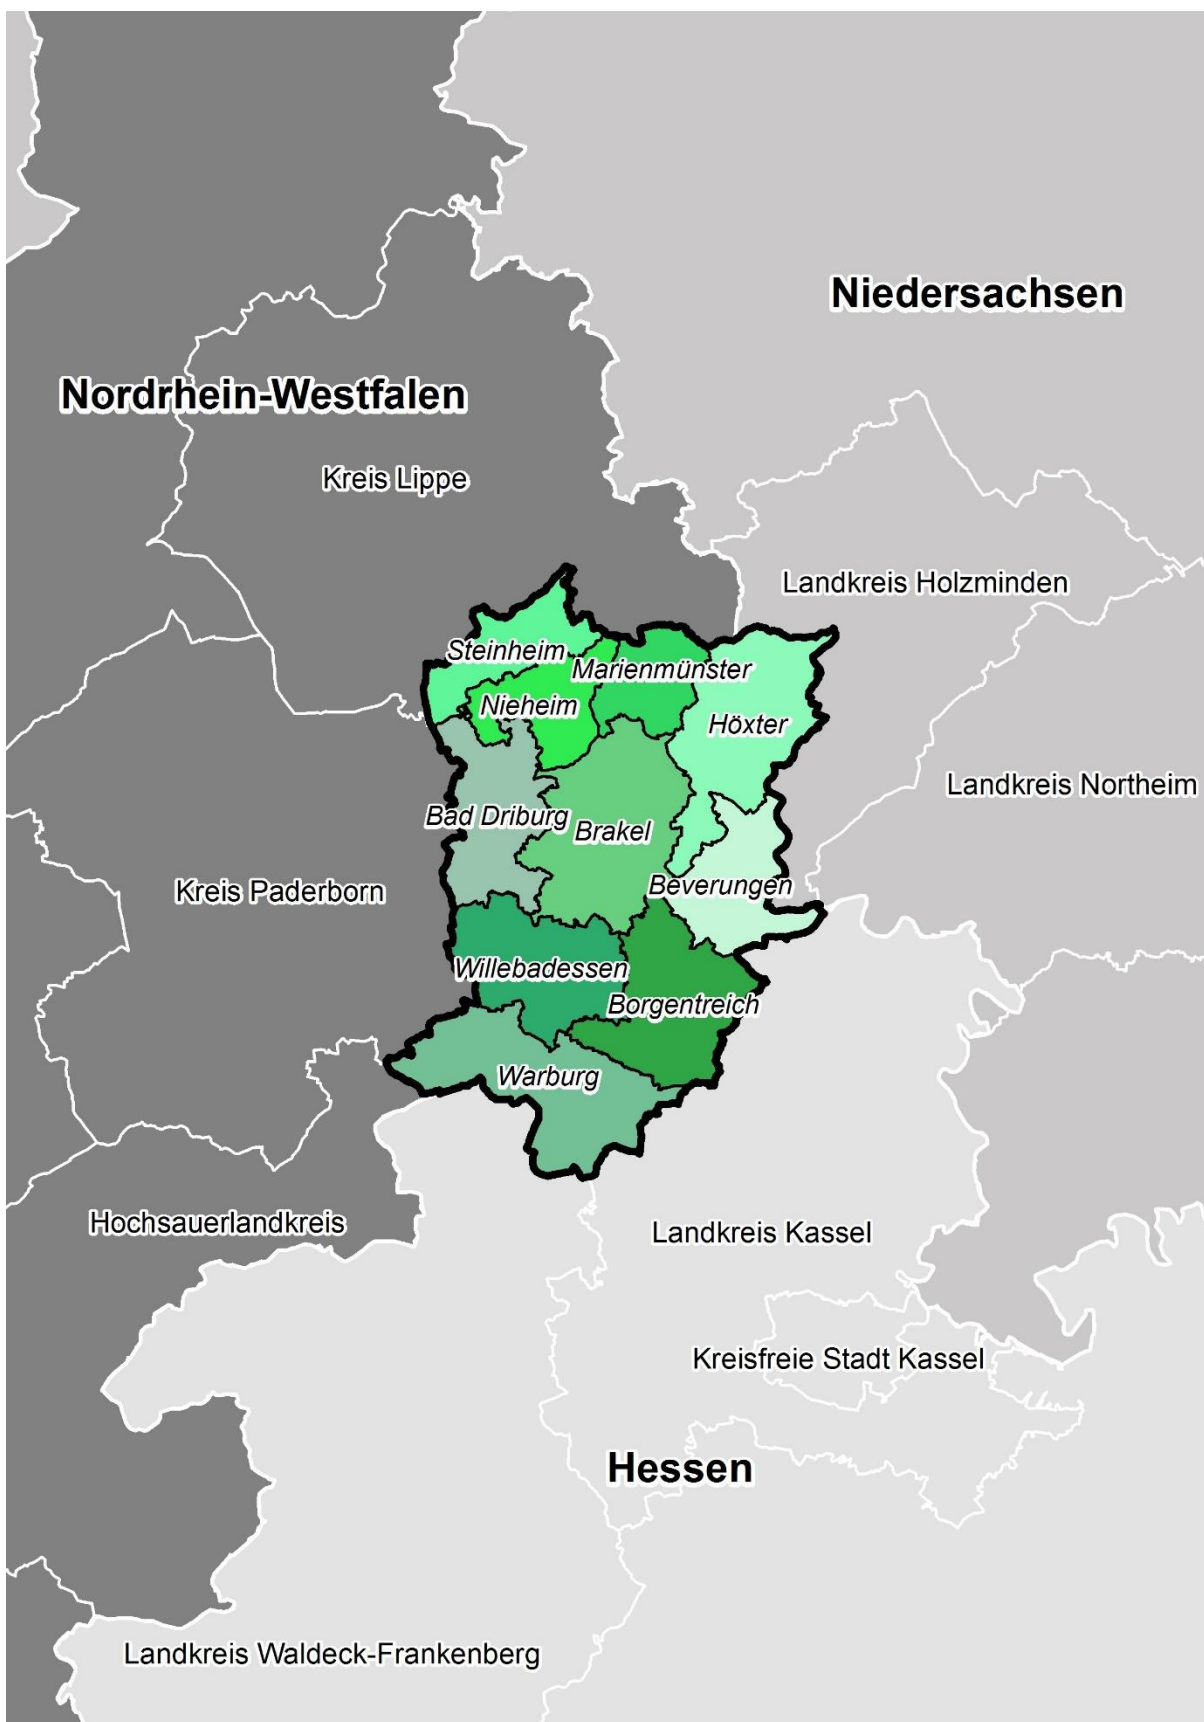 Niedersachsen
Nordrhein-Westfalen
Kreis Lippe
Landkreis Holzminden
Steinheim
Marienmünster
Nieheim
Höxter
Landkreis Northeim
Bad Driburg
Brakel
Kreis Paderborn
Beverungen
Willebadessen
Borgentreich
Warburg
Hochsauerlandkreis
Landkreis Kassel
Kreisfreie Stadt Kassel
Hessen
Landkreis Waldeck-Frankenberg